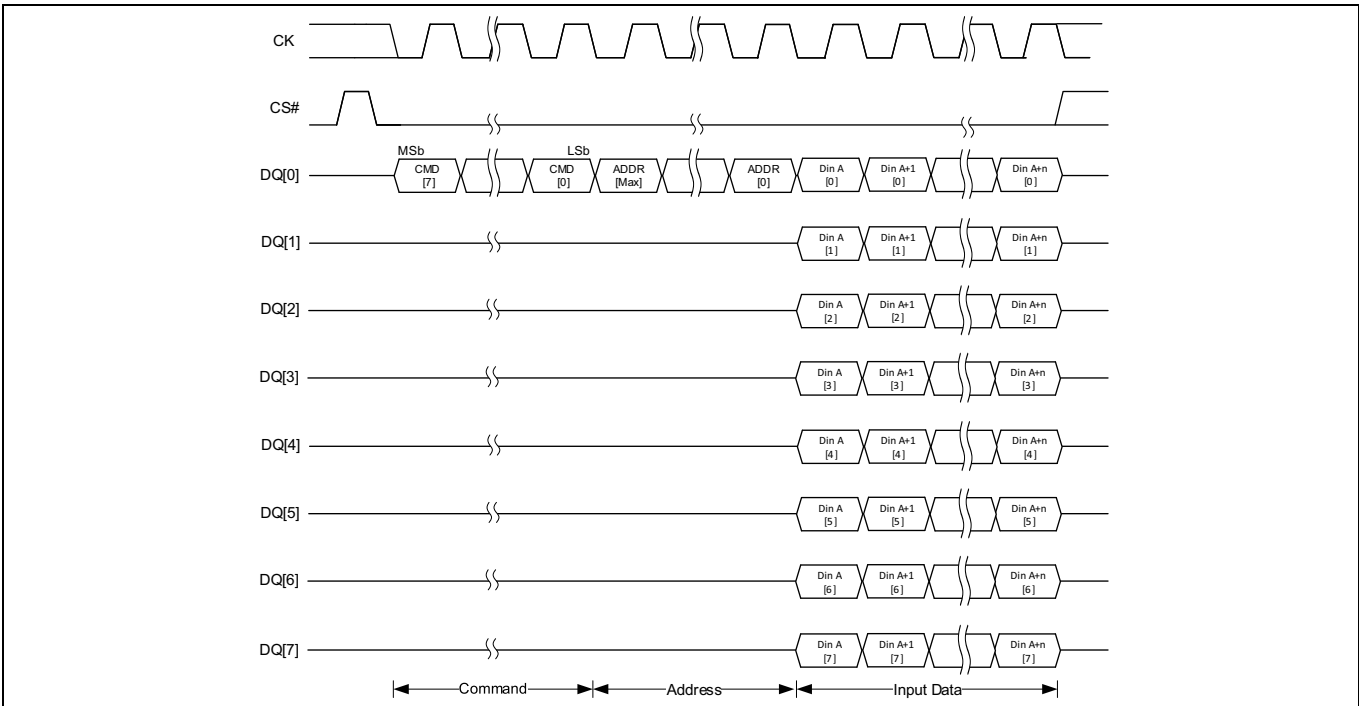 CK
CS#
MSb LSb
DQ[0] CMD [7] CMD [0] ADDR [Max] ADDR [0] Din A [0] Din A+1 [0] Din A+n [0]
DQ[1] Din A [1] Din A+1 [1] Din A+n [1]
DQ[2] Din A [2] Din A+1 [2] Din A+n [2]
DQ[3] Din A [3] Din A+1 [3] Din A+n [3]
DQ[4] Din A [4] Din A+1 [4] Din A+n [4]
DQ[5] Din A [5] Din A+1 [5] Din A+n [5]
DQ[6] Din A [6] Din A+1 [6] Din A+n [6]
DQ[7] Din A [7] Din A+1 [7] Din A+n [7]
Command Address Input Data